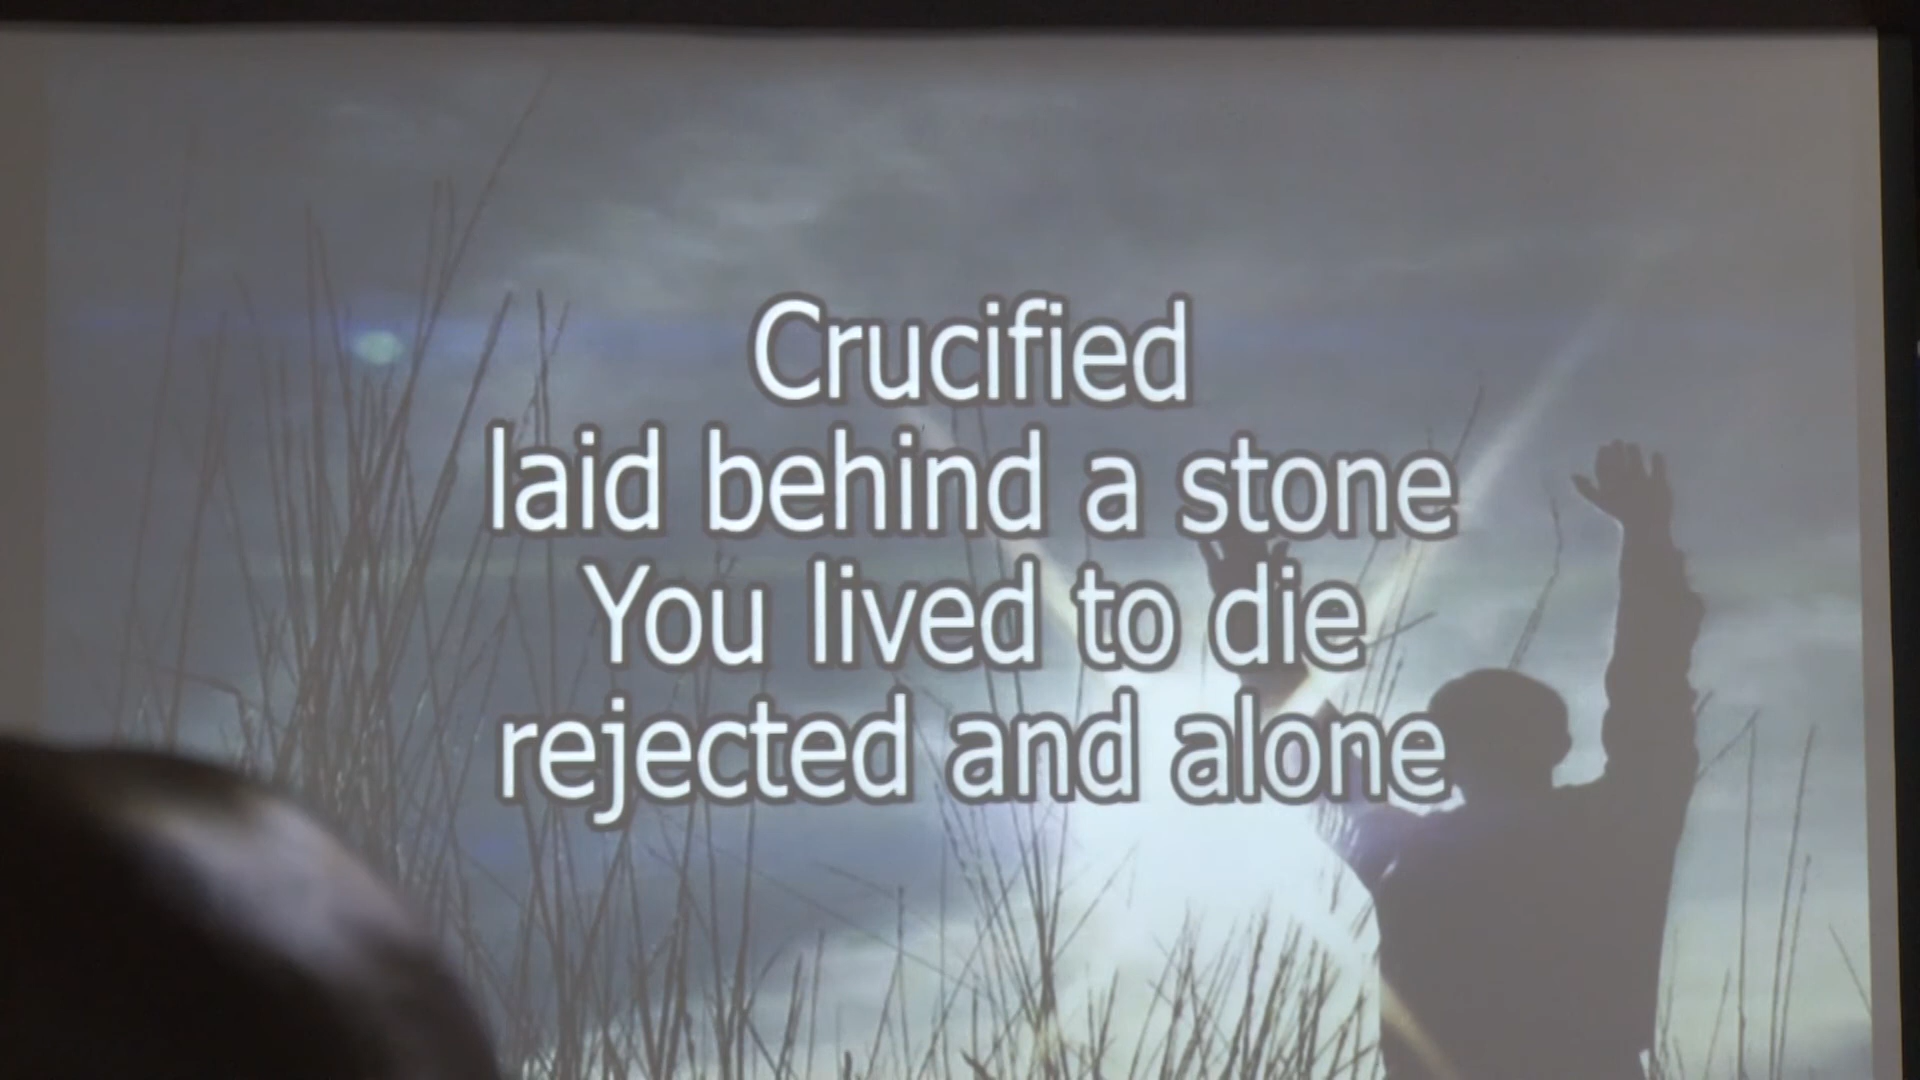 Crucified
laid behind a stone
You lived to die
rejected and alone